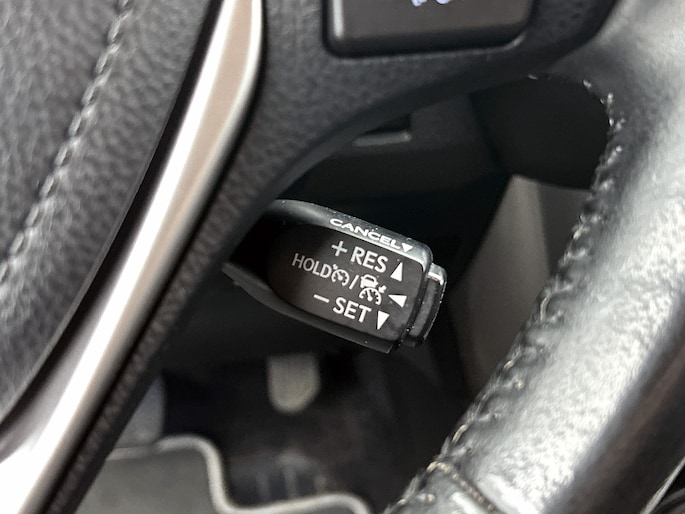 CANCEL▼
+ RES ▲
HOLD / ◀
− SET ▼